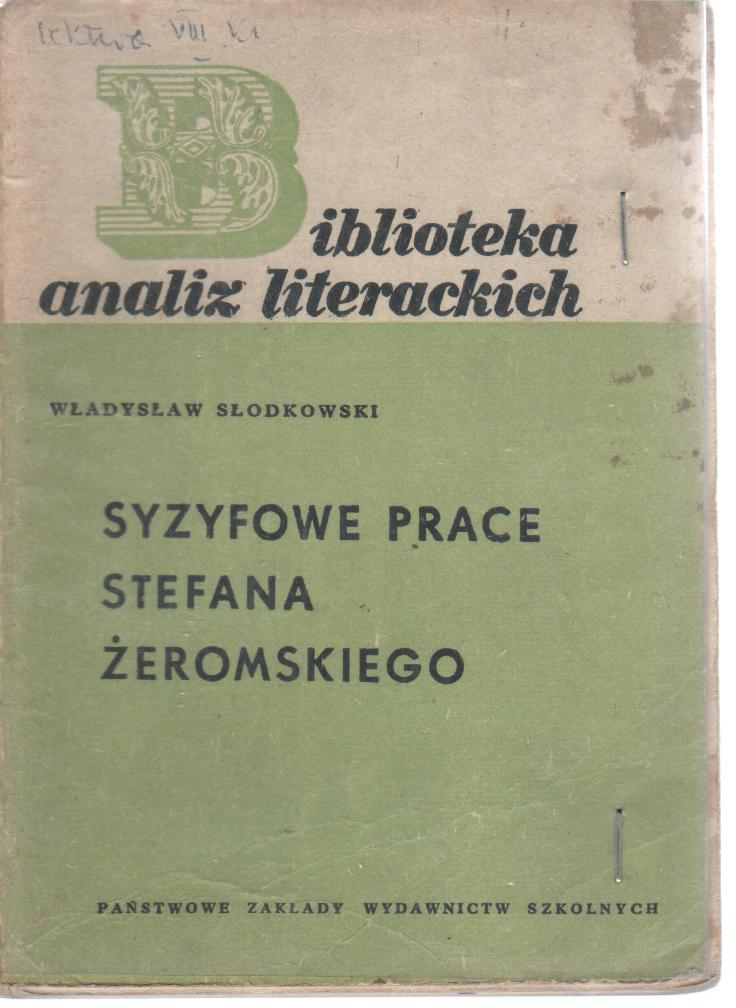 lektura VIII kl
Biblioteka
analiz literackich
WŁADYSŁAW SŁODKOWSKI
SYZYFOWE PRACE
STEFANA
ŻEROMSKIEGO
PAŃSTWOWE ZAKŁADY WYDAWNICTW SZKOLNYCH